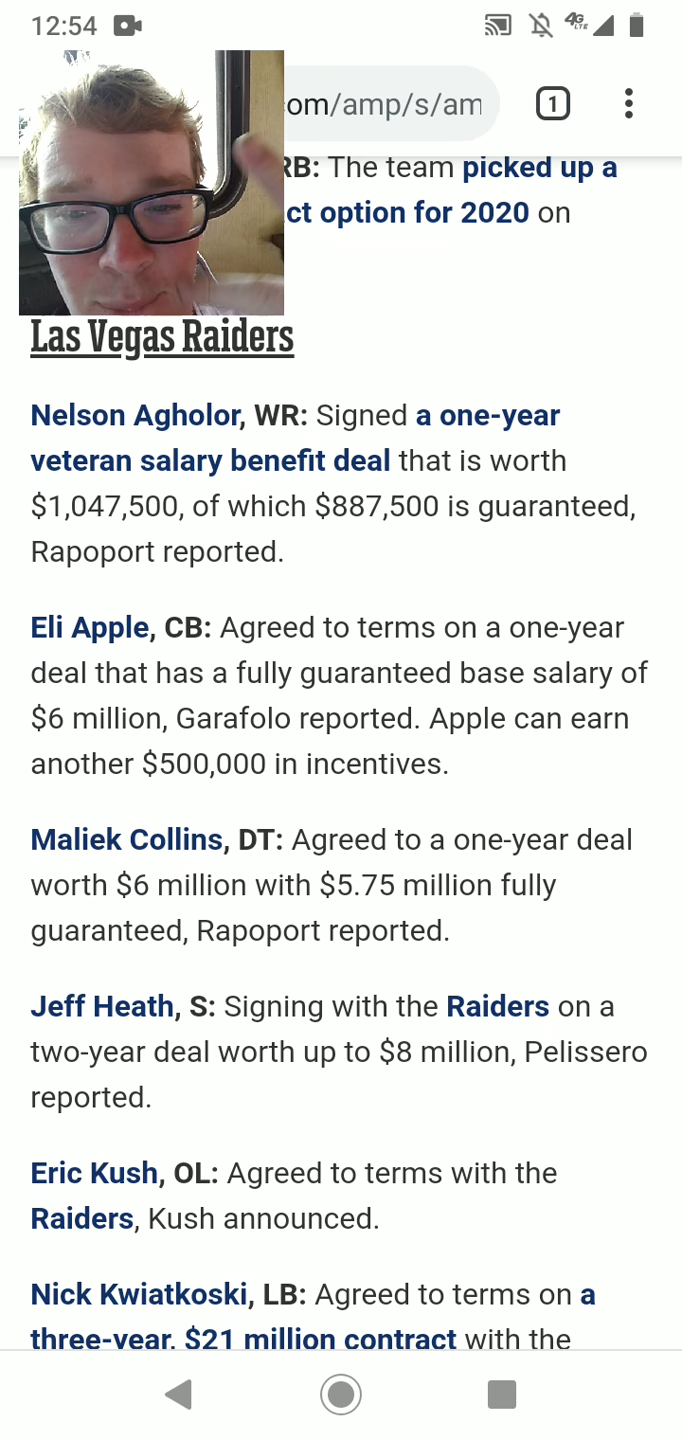 12:54
4G
LTE
om/amp/s/am
1
RB: The team picked up a
ct option for 2020 on
Las Vegas Raiders
Nelson Agholor, WR: Signed a one-year
veteran salary benefit deal that is worth
$1,047,500, of which $887,500 is guaranteed,
Rapoport reported.
Eli Apple, CB: Agreed to terms on a one-year
deal that has a fully guaranteed base salary of
$6 million, Garafolo reported. Apple can earn
another $500,000 in incentives.
Maliek Collins, DT: Agreed to a one-year deal
worth $6 million with $5.75 million fully
guaranteed, Rapoport reported.
Jeff Heath, S: Signing with the Raiders on a
two-year deal worth up to $8 million, Pelissero
reported.
Eric Kush, OL: Agreed to terms with the
Raiders, Kush announced.
Nick Kwiatkoski, LB: Agreed to terms on a
three-year, $21 million contract with the